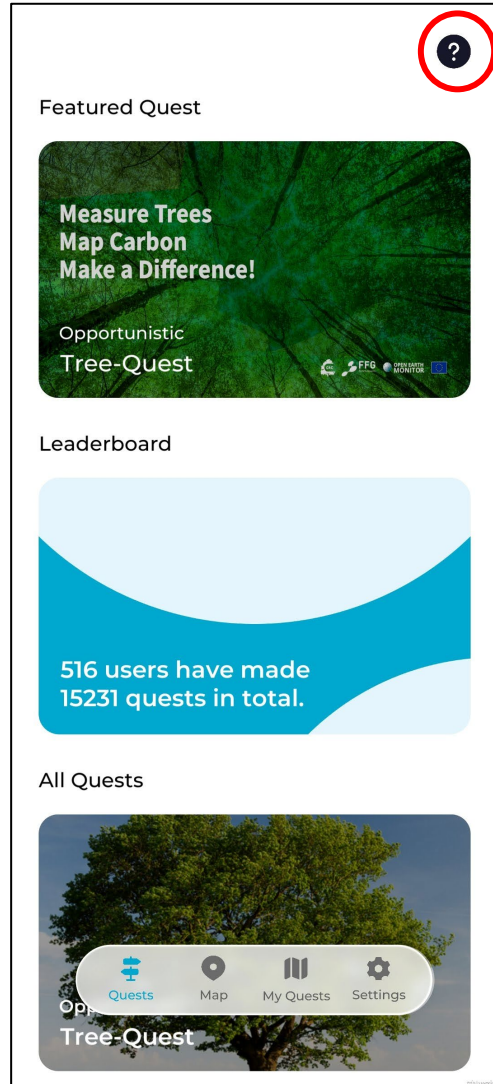 ?
Featured Quest
Measure Trees
Map Carbon
Make a Difference!
Opportunistic
Tree-Quest
FFG
OPEN EARTH
MONITOR
Leaderboard
516 users have made
15231 quests in total.
All Quests
Quests Map My Quests Settings
Opp
Tree-Quest